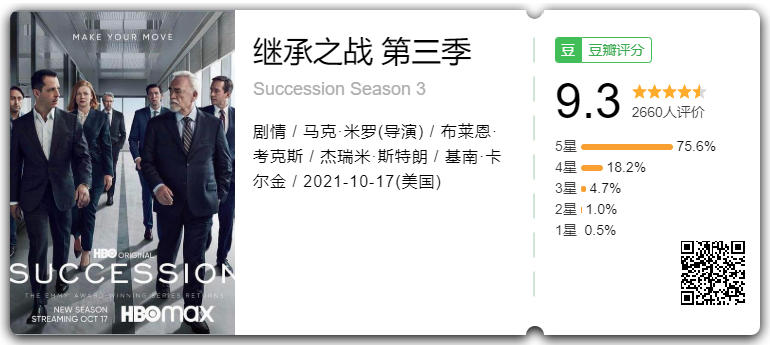 MAKE YOUR MOVE
HBO ORIGINAL
SUCCESSION
THE EMMY AWARD-WINNING SERIES RETURNS
NEW SEASON
STREAMING OCT 17
HBOmax
继承之战 第三季
Succession Season 3
剧情 / 马克·米罗(导演) / 布莱恩·
考克斯 / 杰瑞米·斯特朗 / 基南·卡
尔金 / 2021-10-17(美国)
豆 豆瓣评分
9.3
2660人评价
5星 75.6%
4星 18.2%
3星 4.7%
2星 1.0%
1星 0.5%